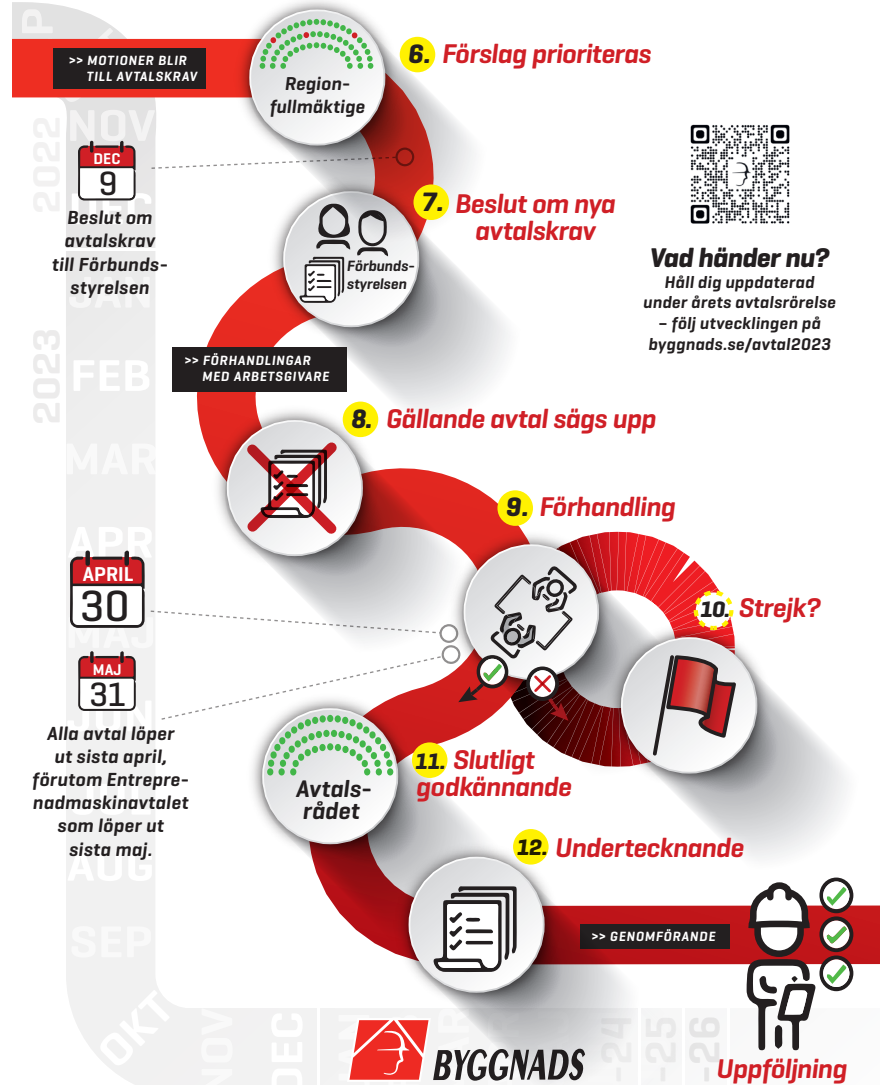 >> MOTIONER BLIR
TILL AVTALSKRAV
Region-
fullmäktige
6. Förslag prioriteras
DEC
9
Beslut om
avtalskrav
till Förbunds-
styrelsen
7. Beslut om nya
avtalskrav
Förbunds-
styrelsen
Vad händer nu?
Håll dig uppdaterad
under årets avtalsrörelse
– följ utvecklingen på
byggnads.se/avtal2023
>> FÖRHANDLINGAR
MED ARBETSGIVARE
8. Gällande avtal sägs upp
9. Förhandling
10. Strejk?
APRIL
30
MAJ
31
Alla avtal löper
ut sista april,
förutom Entrepre-
nadmaskinavtalet
som löper ut
sista maj.
Avtals-
rådet
11. Slutligt
godkännande
12. Undertecknande
>> GENOMFÖRANDE
Uppföljning
BYGGNADS
2022
NOV
JAN
2023
FEB
MAR
APR
MAJ
JUN
AUG
SEP
OKT
NOV
DEC
-24
-25
-26